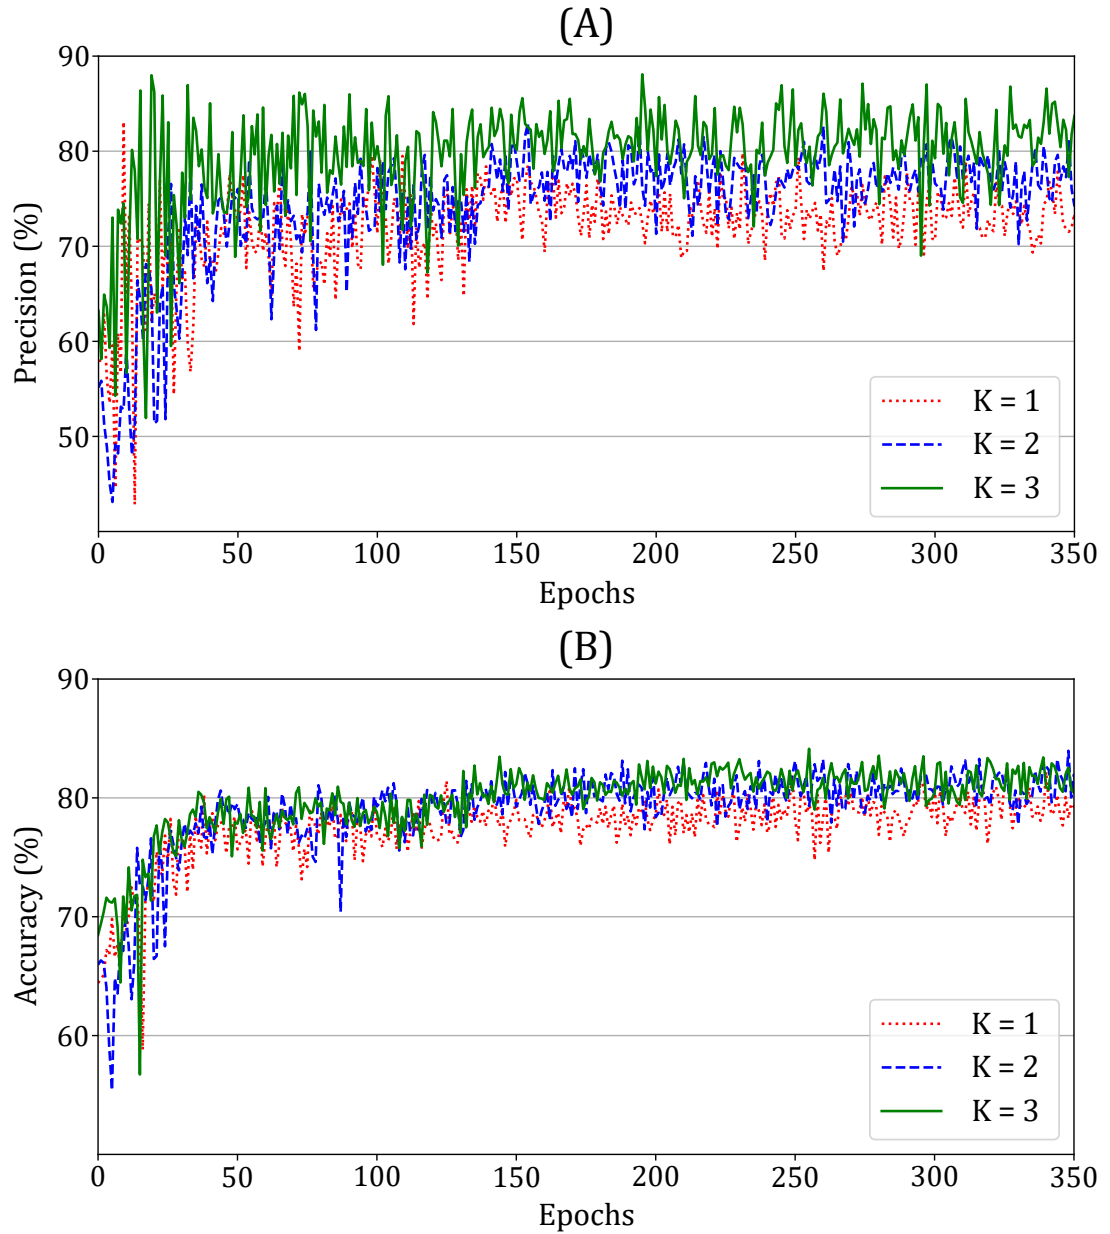 (A)
90
80
70
60
50
Precision (%)
K = 1
K = 2
K = 3
0 50 100 150 200 250 300 350
Epochs
(B)
90
80
70
60
Accuracy (%)
K = 1
K = 2
K = 3
0 50 100 150 200 250 300 350
Epochs